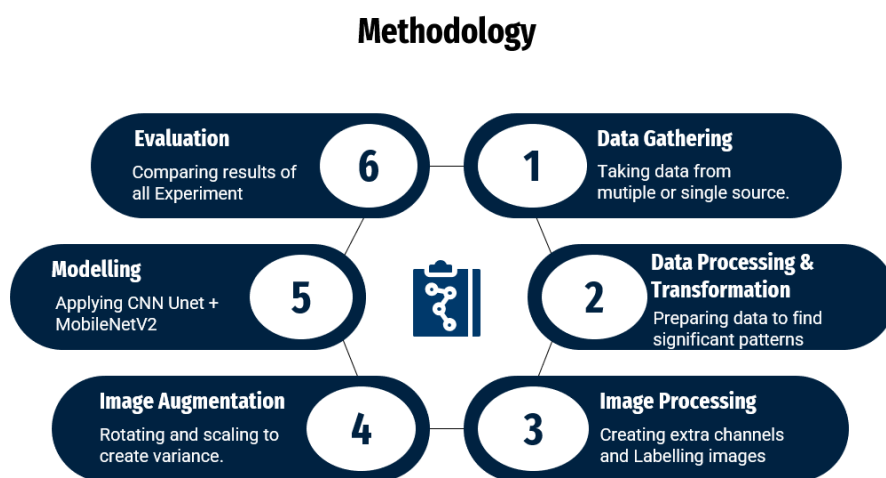 Methodology
Data Gathering
Taking data from
mutiple or single source.
1
Data Processing &
Transformation
Preparing data to find
significant patterns
2
Image Processing
Creating extra channels
and Labelling images
3
Image Augmentation
Rotating and scaling to
create variance.
4
Modelling
Applying CNN Unet +
MobileNetV2
5
Evaluation
Comparing results of
all Experiment
6